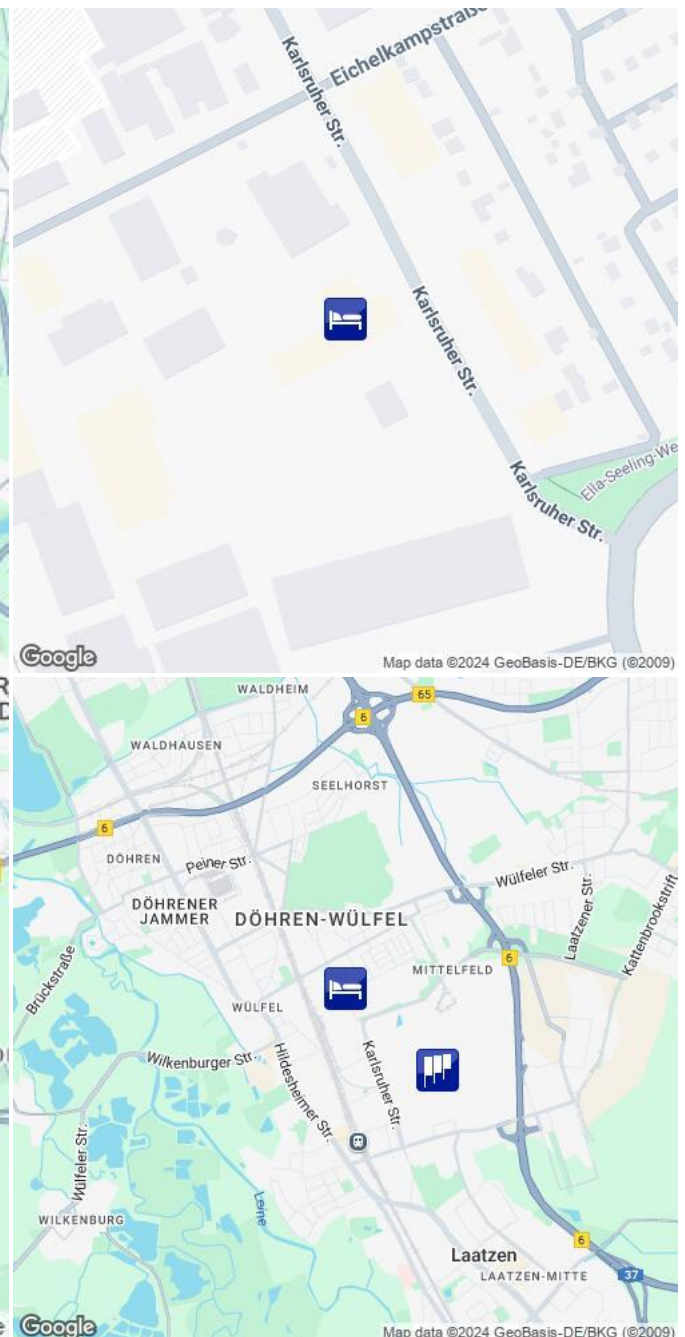 Eichelkampstraße
Karlsruher Str.
Karlsruher Str.
Ella-Seeling-We
Karlsruher Str.
Google
Map data ©2024 GeoBasis-DE/BKG (©2009)
WALDHEIM
65
6
WALDHAUSEN
SEELHORST
6
DÖHREN
Peiner Str.
Wülfeler Str.
DÖHRENER
JAMMER
DÖHREN-WÜLFEL
Laatzener Str.
Kattenbrookstrift
6
MITTELFELD
Brückstraße
WÜLFEL
Wilkenburger Str.
Hildesheimer Str.
Karlsruher Str.
Wülfeler Str.
Leine
WILKENBURG
6
Laatzen
37
LAATZEN-MITTE
Google
Map data ©2024 GeoBasis-DE/BKG (©2009)